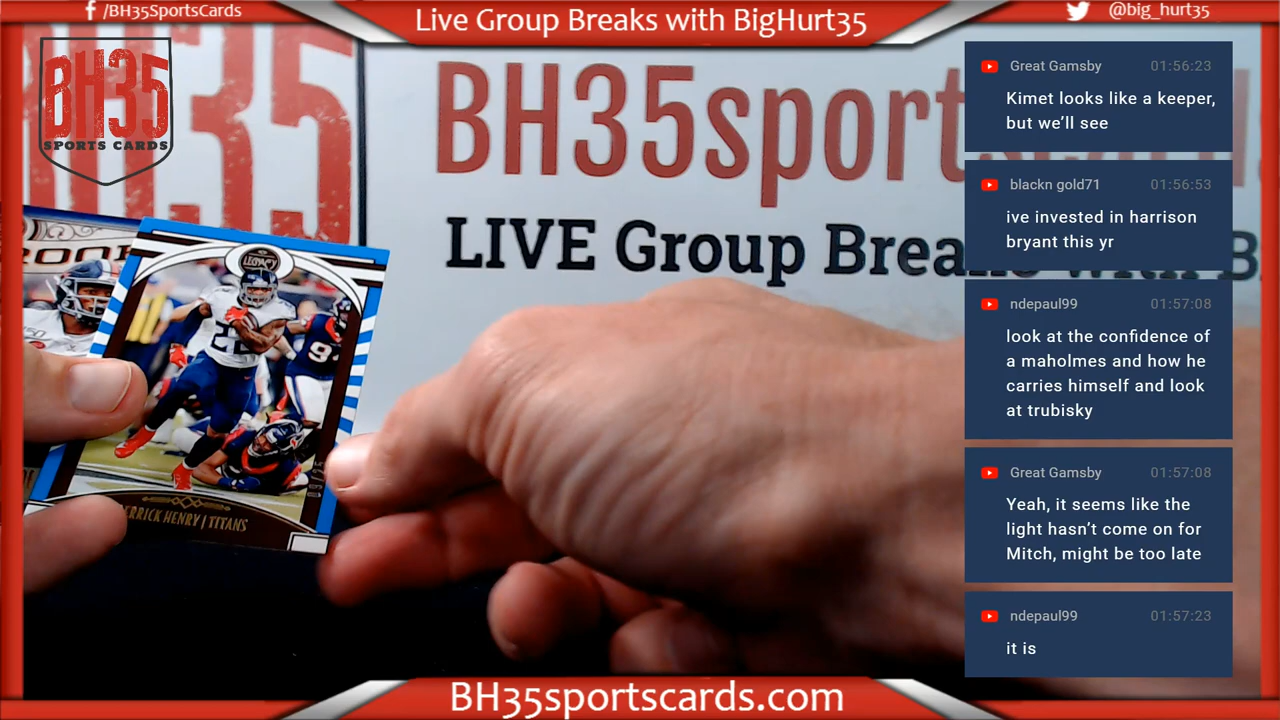 /BH35SportsCards
Live Group Breaks with BigHurt35
@big_hurt35
BH35
SPORTS CARDS
BH35sport
LIVE Group Brea
LEGACY
22
9
ERRICK HENRY | TITANS
Great Gamsby 01:56:23
Kimet looks like a keeper,
but we'll see
blackn gold71 01:56:53
ive invested in harrison
bryant this yr
ndepaul99 01:57:08
look at the confidence of
a maholmes and how he
carries himself and look
at trubisky
Great Gamsby 01:57:08
Yeah, it seems like the
light hasn't come on for
Mitch, might be too late
ndepaul99 01:57:23
it is
BH35sportscards.com